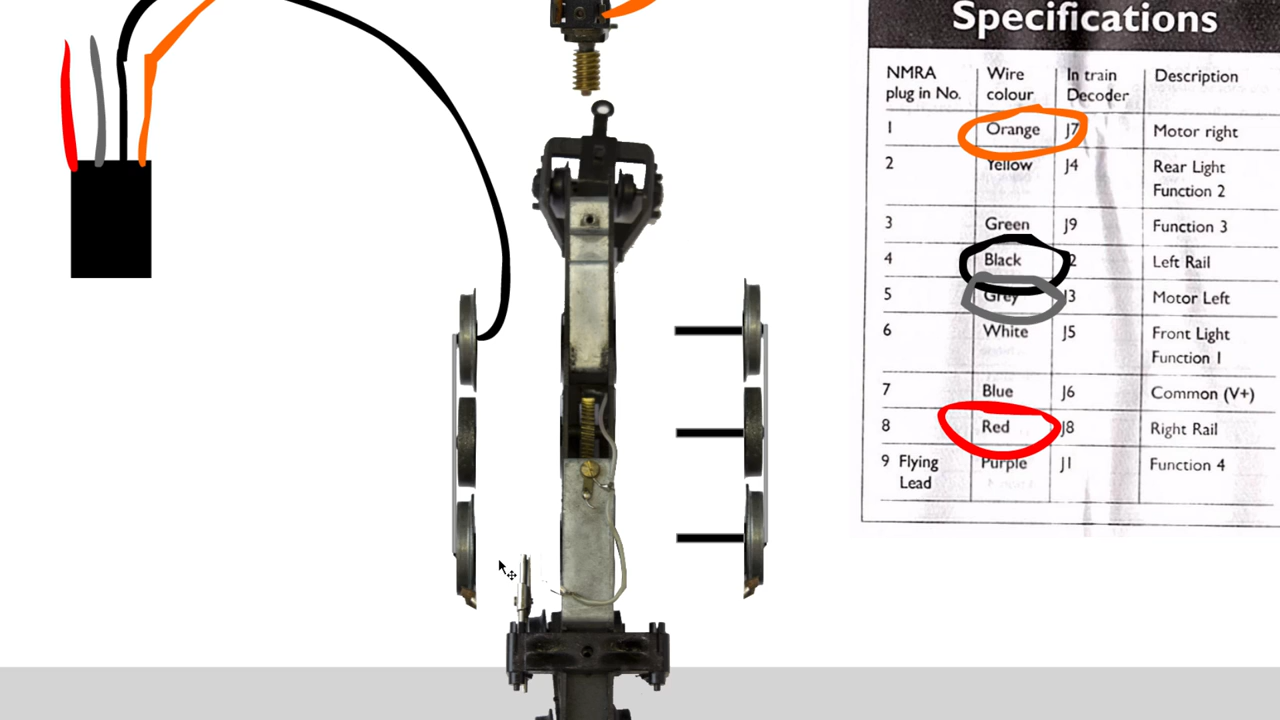 Specifications
NMRA plug in No. Wire colour In train Decoder Description
1 Orange J7 Motor right
2 Yellow J4 Rear Light Function 2
3 Green J9 Function 3
4 Black 2 Left Rail
5 Grey J3 Motor Left
6 White J5 Front Light Function 1
7 Blue J6 Common (V+)
8 Red J8 Right Rail
9 Flying Lead Purple J1 Function 4